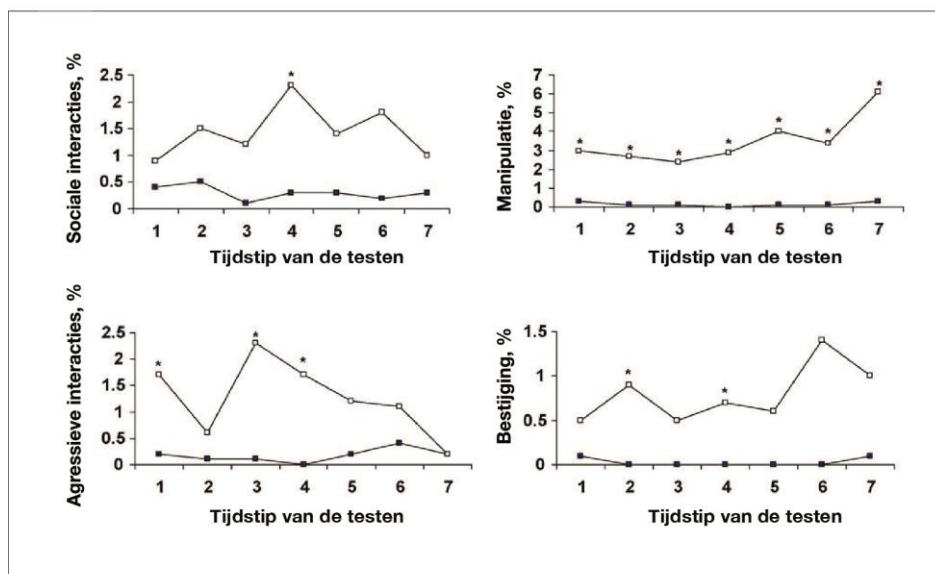 Sociale interacties, %
2.5
2
1.5
1
0.5
0
*
1 2 3 4 5 6 7
Tijdstip van de testen
Manipulatie, %
7
6
5
4
3
2
1
0
* * * * * * *
1 2 3 4 5 6 7
Tijdstip van de testen
Agressieve interacties, %
2.5
2
1.5
1
0.5
0
* * *
1 2 3 4 5 6 7
Tijdstip van de testen
Bestijging, %
1.5
1
0.5
0
* *
1 2 3 4 5 6 7
Tijdstip van de testen